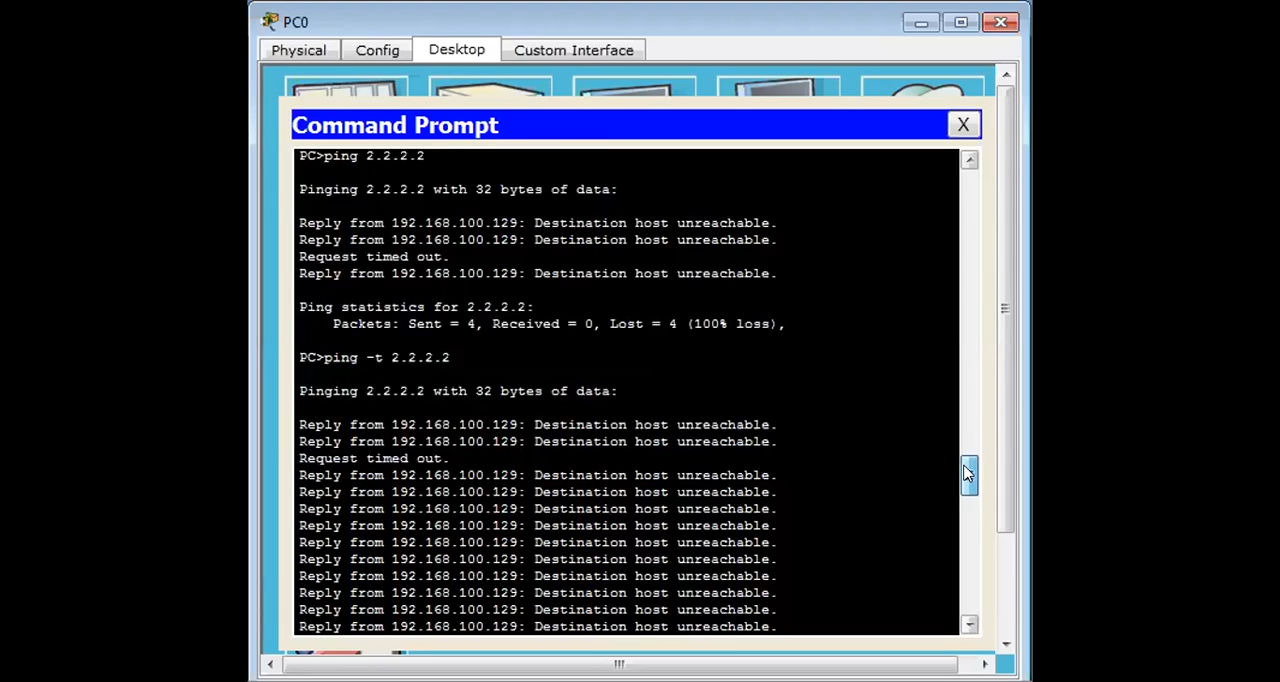 PC0
Physical
Config
Desktop
Custom Interface
Command Prompt
X
PC>ping 2.2.2.2
Pinging 2.2.2.2 with 32 bytes of data:
Reply from 192.168.100.129: Destination host unreachable.
Reply from 192.168.100.129: Destination host unreachable.
Request timed out.
Reply from 192.168.100.129: Destination host unreachable.
Ping statistics for 2.2.2.2:
Packets: Sent = 4, Received = 0, Lost = 4 (100% loss),
PC>ping -t 2.2.2.2
Pinging 2.2.2.2 with 32 bytes of data:
Reply from 192.168.100.129: Destination host unreachable.
Reply from 192.168.100.129: Destination host unreachable.
Request timed out.
Reply from 192.168.100.129: Destination host unreachable.
Reply from 192.168.100.129: Destination host unreachable.
Reply from 192.168.100.129: Destination host unreachable.
Reply from 192.168.100.129: Destination host unreachable.
Reply from 192.168.100.129: Destination host unreachable.
Reply from 192.168.100.129: Destination host unreachable.
Reply from 192.168.100.129: Destination host unreachable.
Reply from 192.168.100.129: Destination host unreachable.
Reply from 192.168.100.129: Destination host unreachable.
Reply from 192.168.100.129: Destination host unreachable.